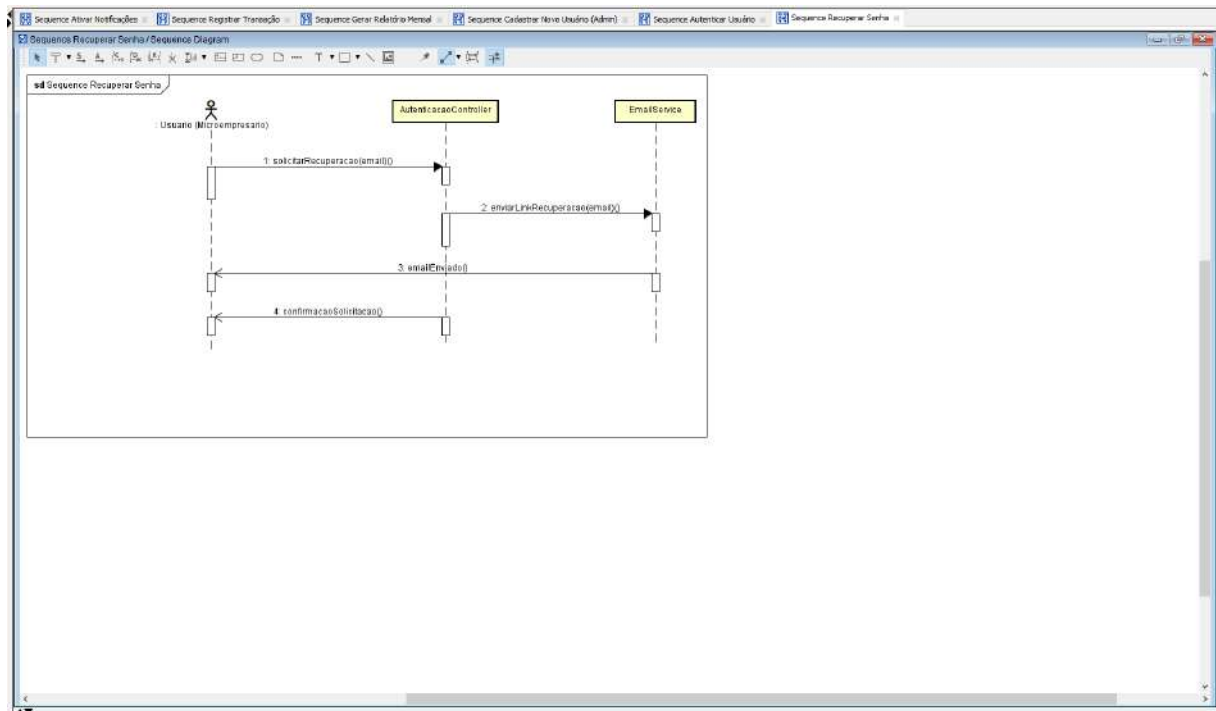 Sequence Ativar Notificações
Sequence Registrar Transação
Sequence Gerar Relatório Mensal
Sequence Cadastrar Novo Usuário (Admin)
Sequence Autenticar Usuário
Sequence Recuperar Senha
Sequence Recuperar Senha / Sequence Diagram
sd Sequence Recuperar Senha
: Usuario (Microempresario)
AutenticacaoController
EmailService
1: solicitarRecuperacao(email)()
2: enviarLinkRecuperacao(email)()
3: emailEnviado()
4: confirmacaoSolicitacao()